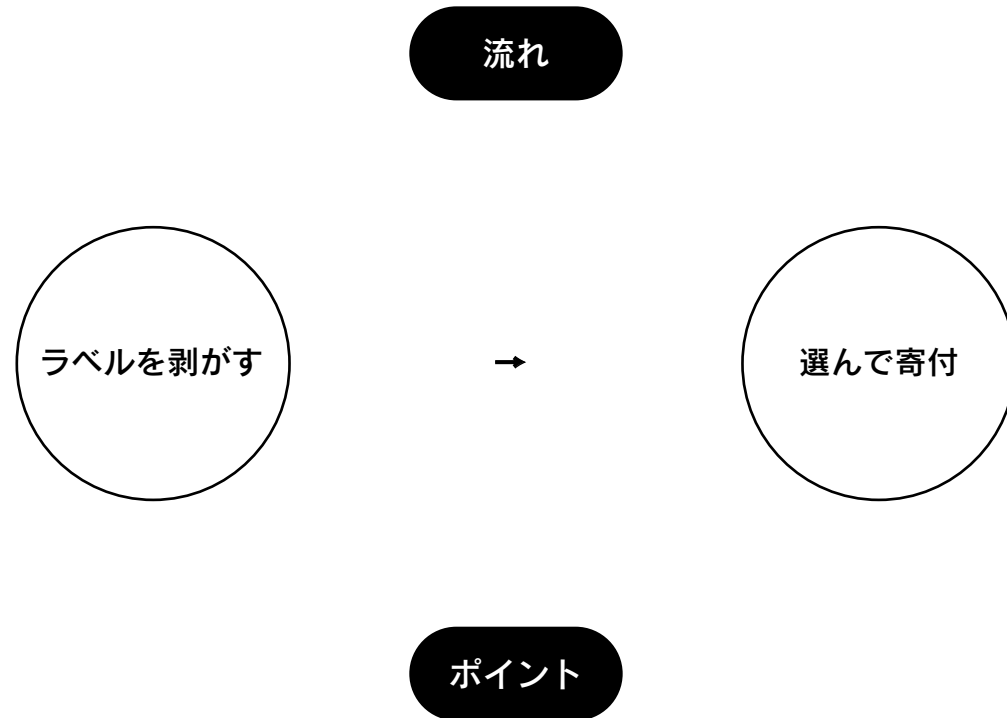 流れ
ラベルを剥がす
→
選んで寄付
ポイント